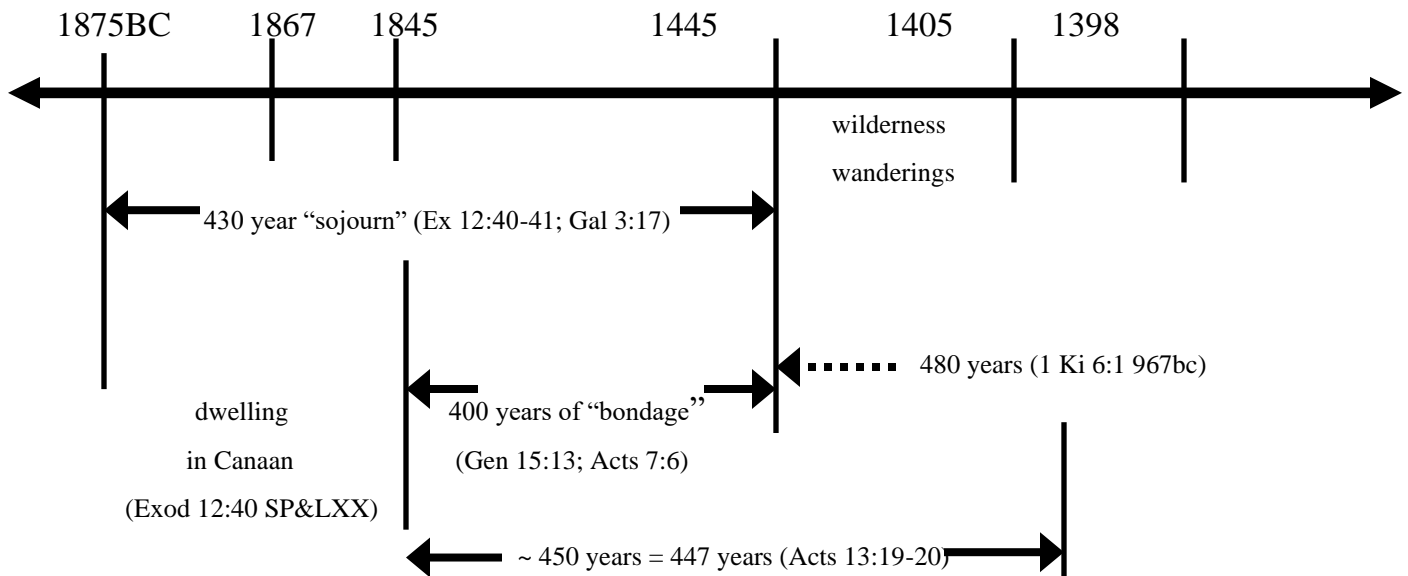 1875BC 1867 1845 1445 1405 1398
wilderness
wanderings
430 year “sojourn” (Ex 12:40-41; Gal 3:17)
480 years (1 Ki 6:1 967bc)
dwelling
in Canaan
(Exod 12:40 SP&LXX)
400 years of “bondage”
(Gen 15:13; Acts 7:6)
~ 450 years = 447 years (Acts 13:19-20)